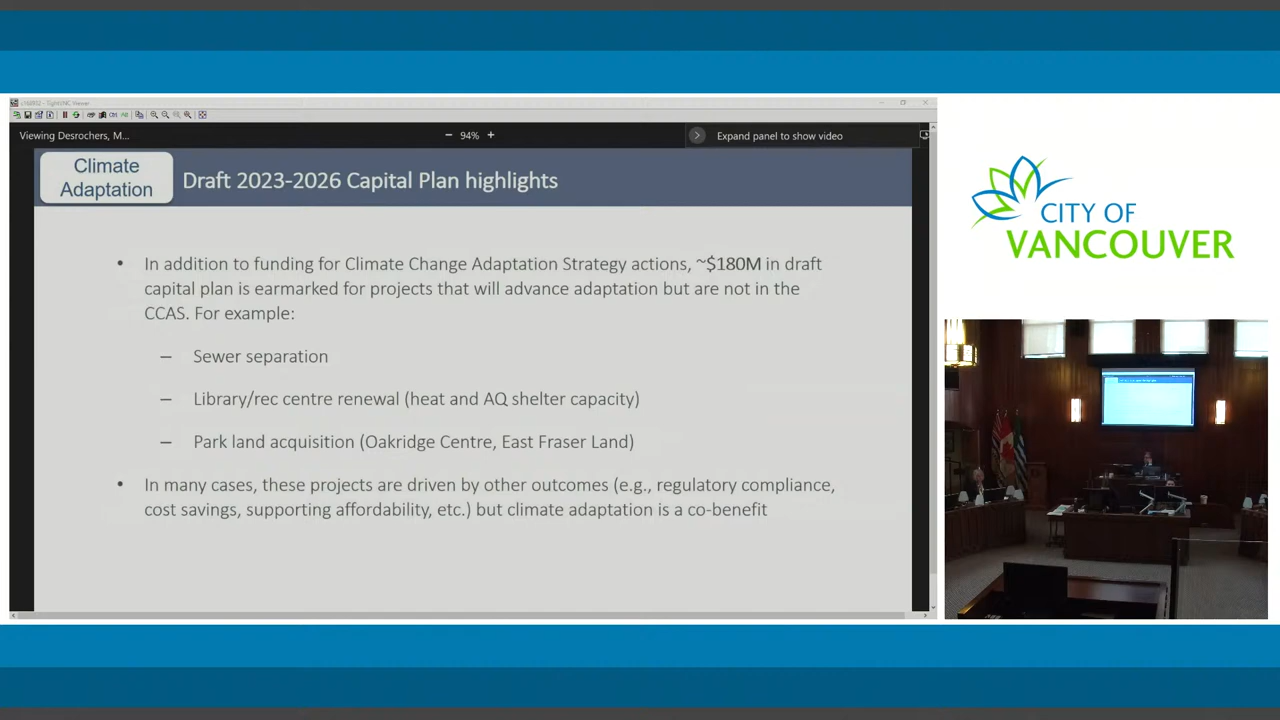 L160852 - TightVNC Viewer
Viewing Desrochers, M...
94%
Expand panel to show video
Climate
Adaptation
Draft 2023-2026 Capital Plan highlights
• In addition to funding for Climate Change Adaptation Strategy actions, ~$180M in draft
capital plan is earmarked for projects that will advance adaptation but are not in the
CCAS. For example:
– Sewer separation
– Library/rec centre renewal (heat and AQ shelter capacity)
– Park land acquisition (Oakridge Centre, East Fraser Land)
• In many cases, these projects are driven by other outcomes (e.g., regulatory compliance,
cost savings, supporting affordability, etc.) but climate adaptation is a co-benefit
CITY OF
VANCOUVER